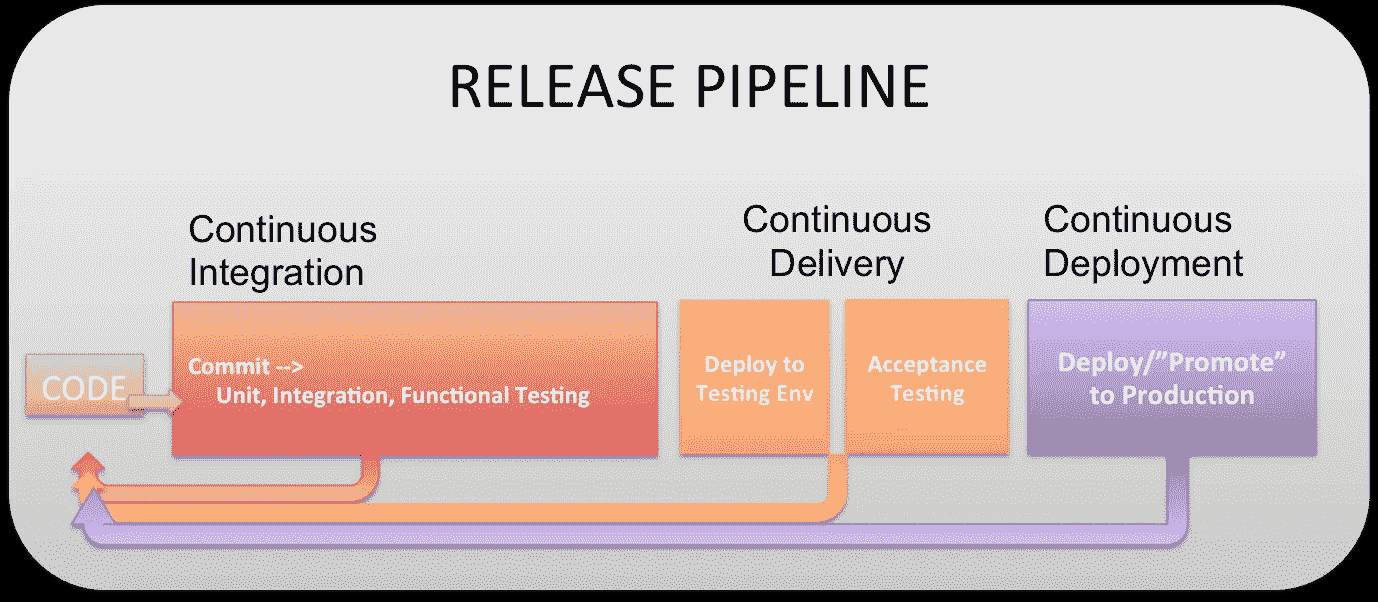 RELEASE PIPELINE
Continuous
Integration
Continuous
Delivery
Continuous
Deployment
CODE
Commit -->
Unit, Integration, Functional Testing
Deploy to
Testing Env
Acceptance
Testing
Deploy/”Promote”
to Production